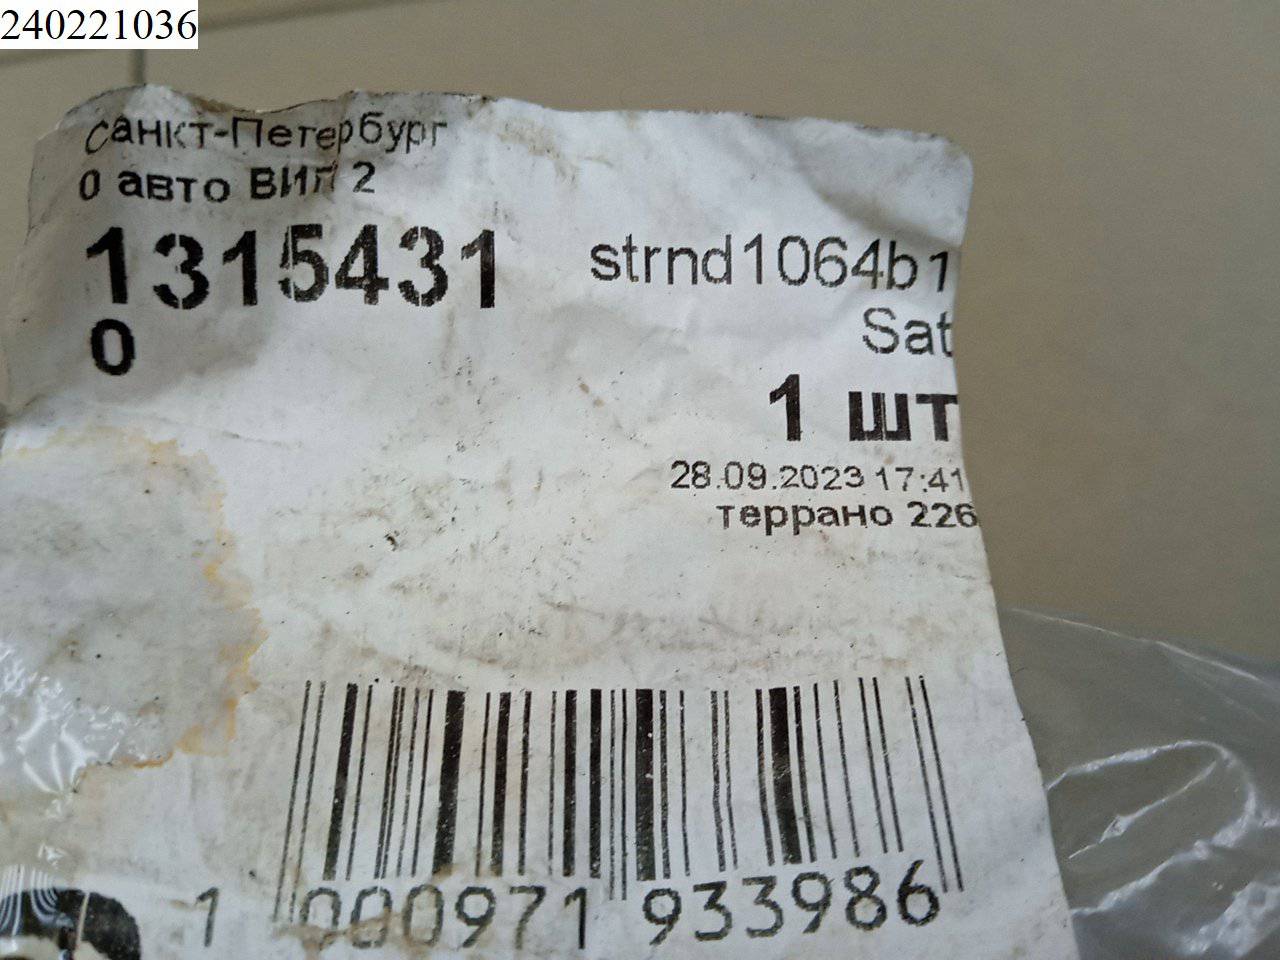 240221036
Санкт-Петербург
0 авто ВИП 2
1315431
0
strnd1064b1
Sat
1 шт
28.09.2023 17:41
террано 226
1 000971 933986